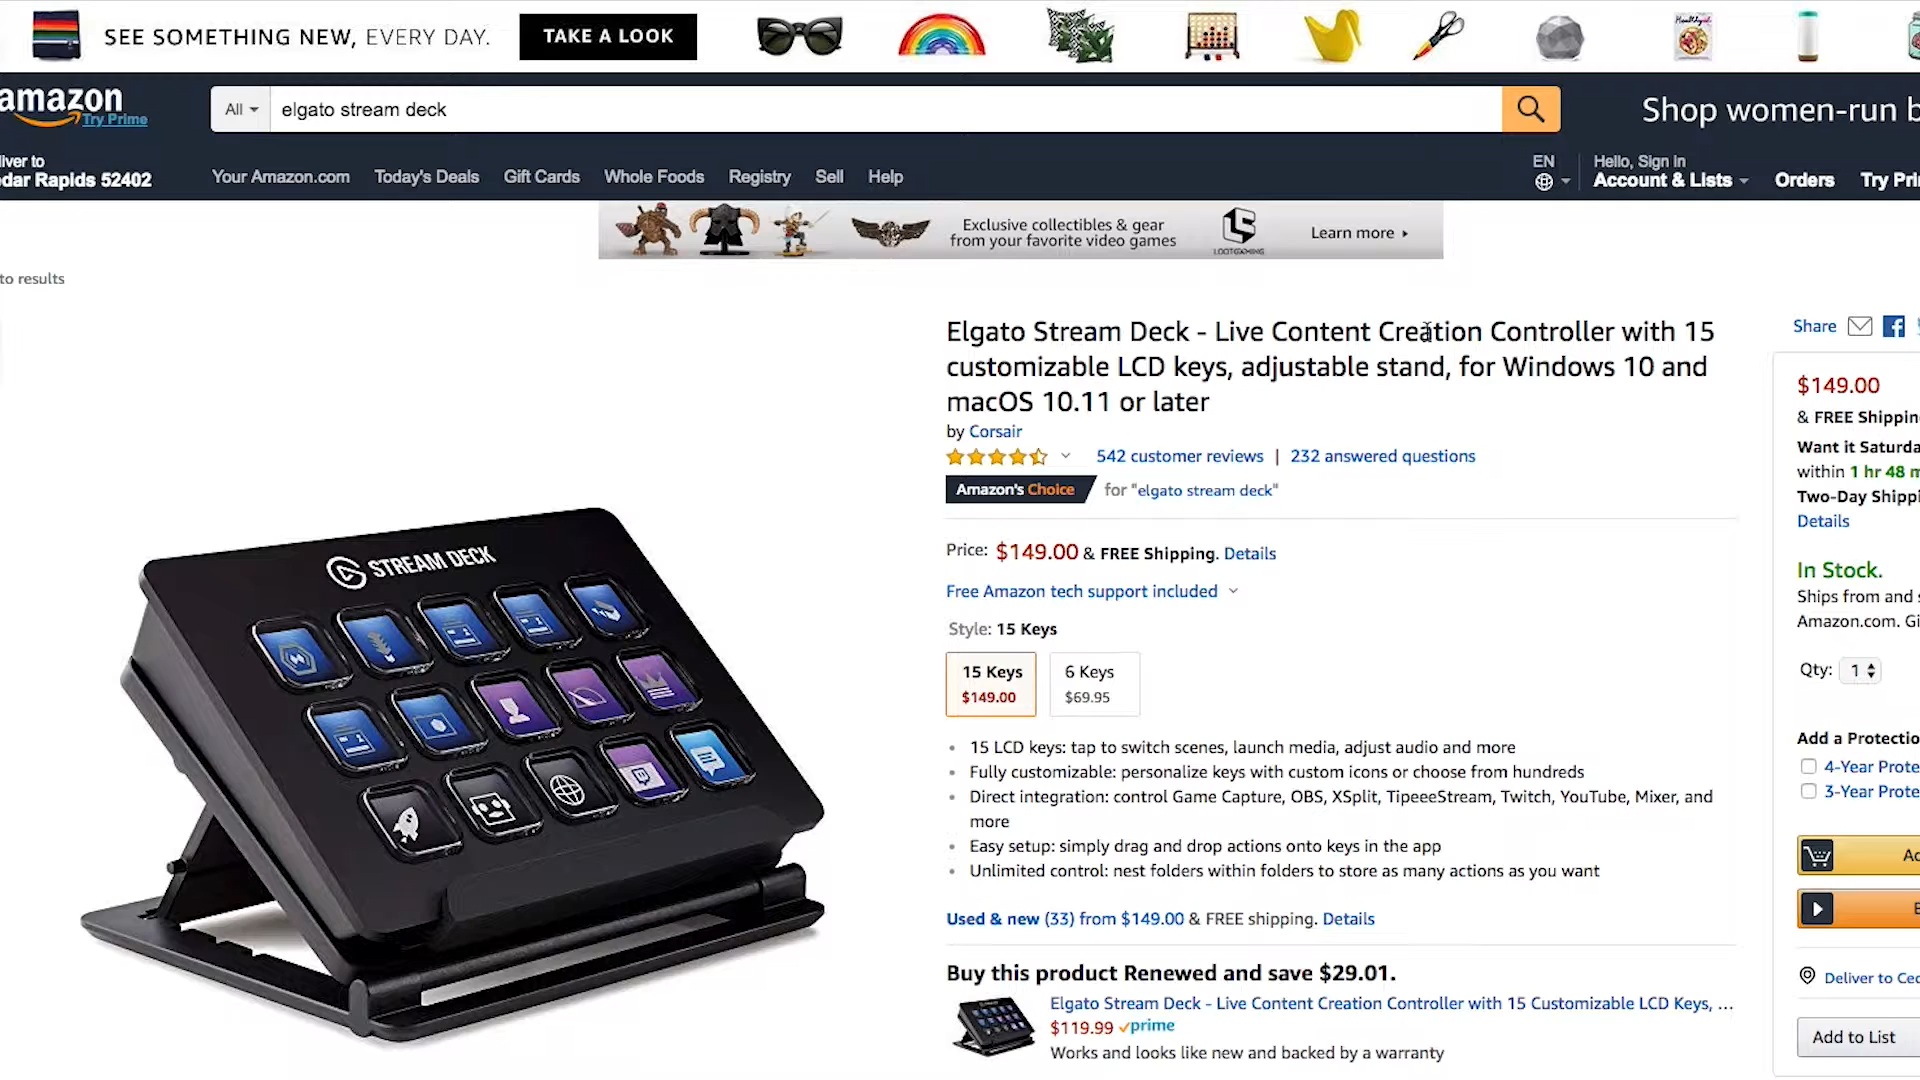 SEE SOMETHING NEW, EVERY DAY.
TAKE A LOOK
amazon
Try Prime
All
elgato stream deck
Shop women-run b
iver to
dar Rapids 52402
Your Amazon.com
Today's Deals
Gift Cards
Whole Foods
Registry
Sell
Help
EN
Hello, Sign in
Account & Lists
Orders
Try Pri
Exclusive collectibles & gear
from your favorite video games
LOOTGAMING
Learn more
to results
Elgato Stream Deck - Live Content Creation Controller with 15
customizable LCD keys, adjustable stand, for Windows 10 and
macOS 10.11 or later
by Corsair
542 customer reviews | 232 answered questions
Amazon's Choice for "elgato stream deck"
Price: $149.00 & FREE Shipping. Details
Free Amazon tech support included
Style: 15 Keys
15 Keys
$149.00
6 Keys
$69.95
15 LCD keys: tap to switch scenes, launch media, adjust audio and more
Fully customizable: personalize keys with custom icons or choose from hundreds
Direct integration: control Game Capture, OBS, XSplit, TipeeeStream, Twitch, YouTube, Mixer, and
more
Easy setup: simply drag and drop actions onto keys in the app
Unlimited control: nest folders within folders to store as many actions as you want
Used & new (33) from $149.00 & FREE shipping. Details
Buy this product Renewed and save $29.01.
Elgato Stream Deck - Live Content Creation Controller with 15 Customizable LCD Keys, ...
$119.99 prime
Works and looks like new and backed by a warranty
STREAM DECK
Share
$149.00
& FREE Shippin
Want it Saturda
within 1 hr 48 m
Two-Day Shippi
Details
In Stock.
Ships from and s
Amazon.com. Gi
Qty: 1
Add a Protectio
4-Year Prote
3-Year Prote
Ac
Deliver to Ced
Add to List